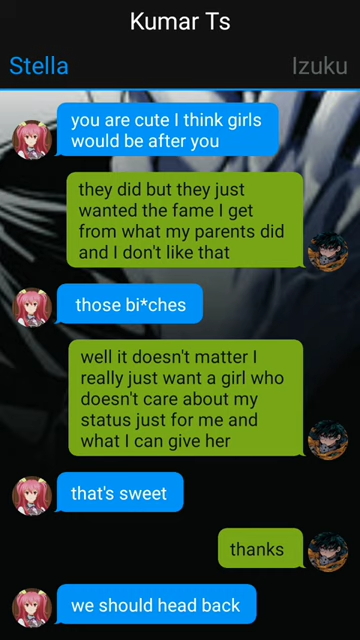 Kumar Ts
Stella
Izuku
you are cute I think girls
would be after you
they did but they just
wanted the fame I get
from what my parents did
and I don't like that
those bi*ches
well it doesn't matter I
really just want a girl who
doesn't care about my
status just for me and
what I can give her
that's sweet
thanks
we should head back